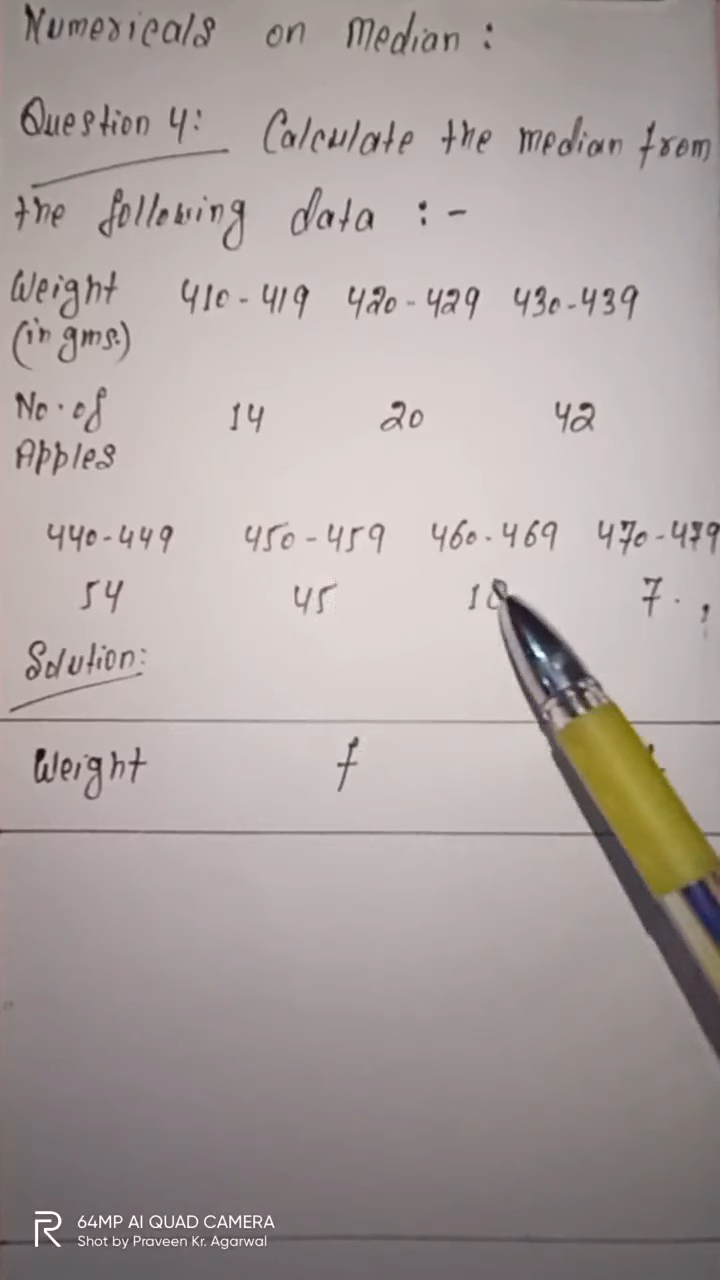 Numericals on Median :
Question 4: Calculate the median from
the following data :-
Weight 410-419 420-429 430-439
(in gms.)
No. of 14 20 42
Apples
440-449 450-459 460-469 470-479
54 45 18 7.
Solution:
Weight f
64MP AI QUAD CAMERA
Shot by Praveen Kr. Agarwal